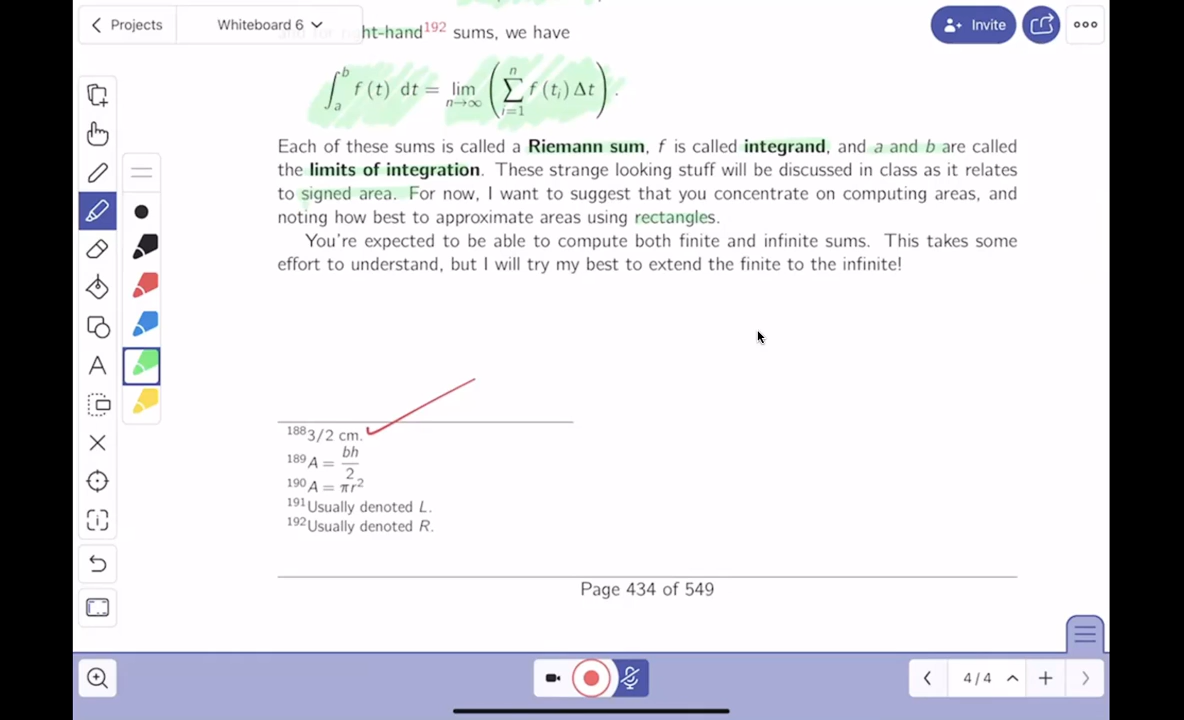 Projects
Whiteboard 6
Invite
ht-hand¹⁹² sums, we have
∫ₐᵇ f (t) dt = lim n→∞ ( ∑ i=1 n f (tᵢ) Δt ) .
Each of these sums is called a Riemann sum, f is called integrand, and a and b are called
the limits of integration. These strange looking stuff will be discussed in class as it relates
to signed area. For now, I want to suggest that you concentrate on computing areas, and
noting how best to approximate areas using rectangles.
You're expected to be able to compute both finite and infinite sums. This takes some
effort to understand, but I will try my best to extend the finite to the infinite!
¹⁸⁸3/2 cm.
¹⁸⁹A = bh/2
¹⁹⁰A = πr²
¹⁹¹Usually denoted L.
¹⁹²Usually denoted R.
Page 434 of 549
4/4